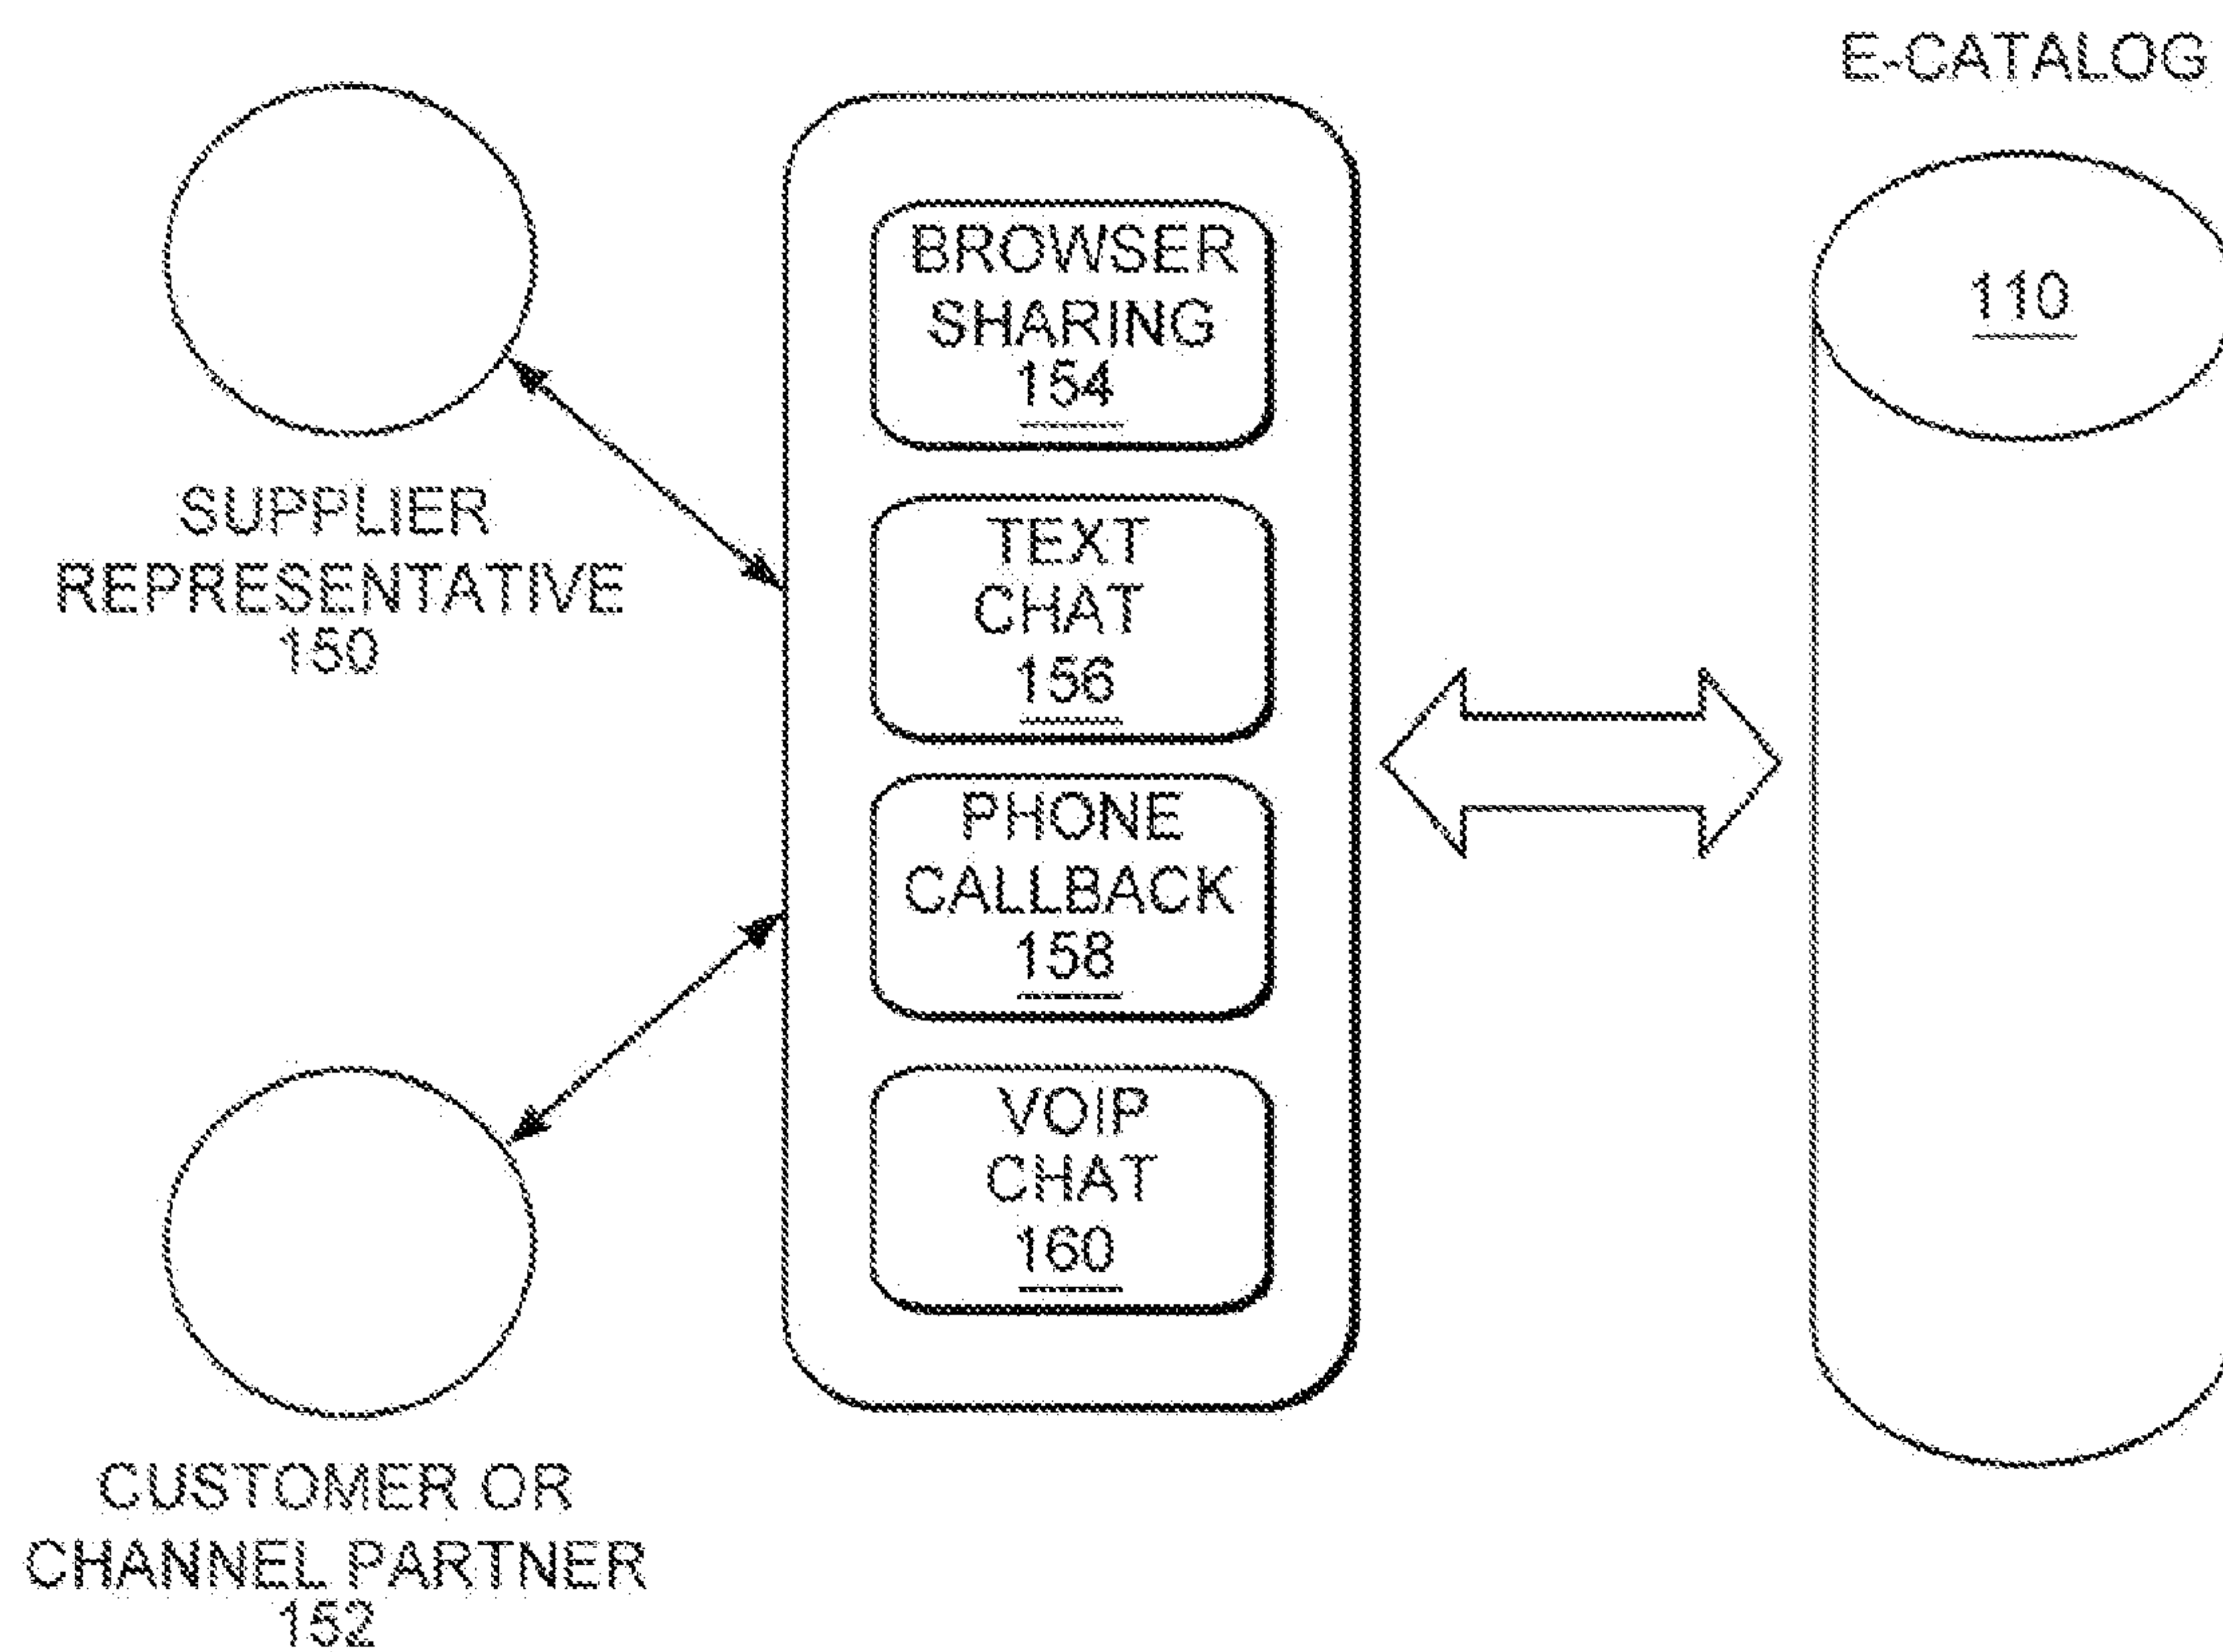 E-CATALOG
110
BROWSER
SHARING
154
TEXT
CHAT
156
PHONE
CALLBACK
158
VOIP
CHAT
160
SUPPLIER
REPRESENTATIVE
150
CUSTOMER OR
CHANNEL PARTNER
152